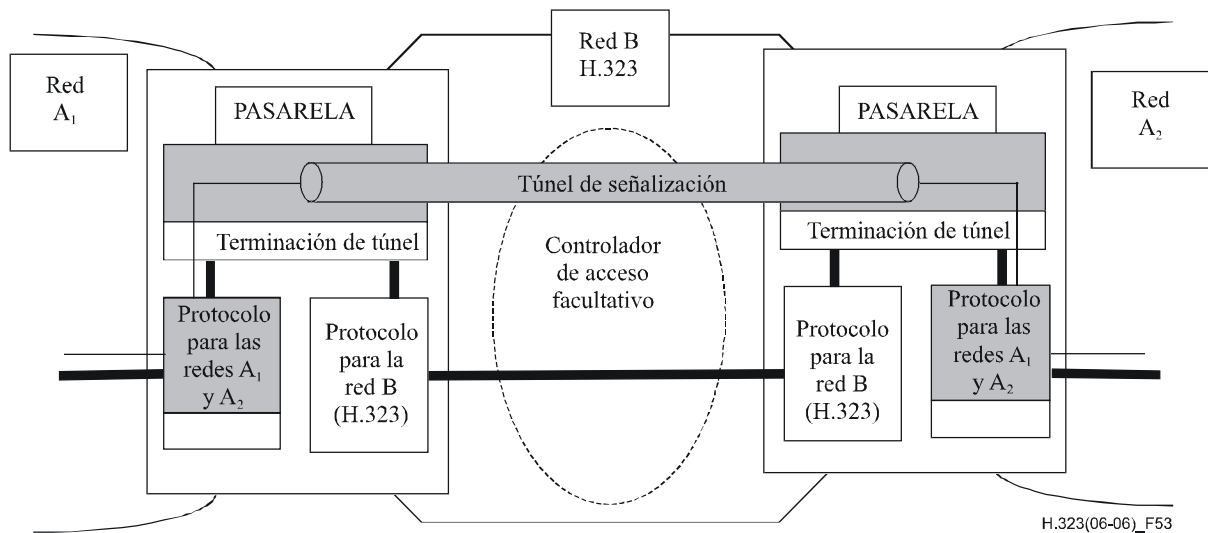 Red B
H.323
Red
A₁
PASARELA
PASARELA
Red
A₂
Túnel de señalización
Terminación de túnel
Terminación de túnel
Controlador
de acceso
facultativo
Protocolo
para las
redes A₁
y A₂
Protocolo
para la
red B
(H.323)
Protocolo
para la
red B
(H.323)
Protocolo
para las
redes A₁
y A₂
H.323(06-06)_F53